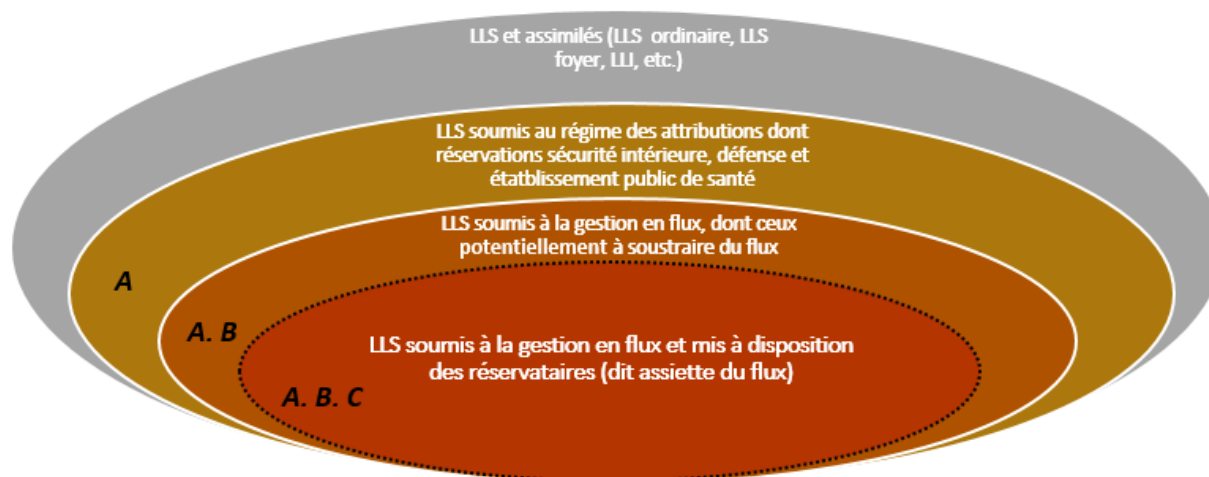 LLS et assimilés (LLS ordinaire, LLS
foyer, LLI, etc.)
LLS soumis au régime des attributions dont
réservations sécurité intérieure, défense et
étatblissement public de santé
LLS soumis à la gestion en flux, dont ceux
potentiellement à soustraire du flux
A
A. B
LLS soumis à la gestion en flux et mis à disposition
des réservataires (dit assiette du flux)
A. B. C